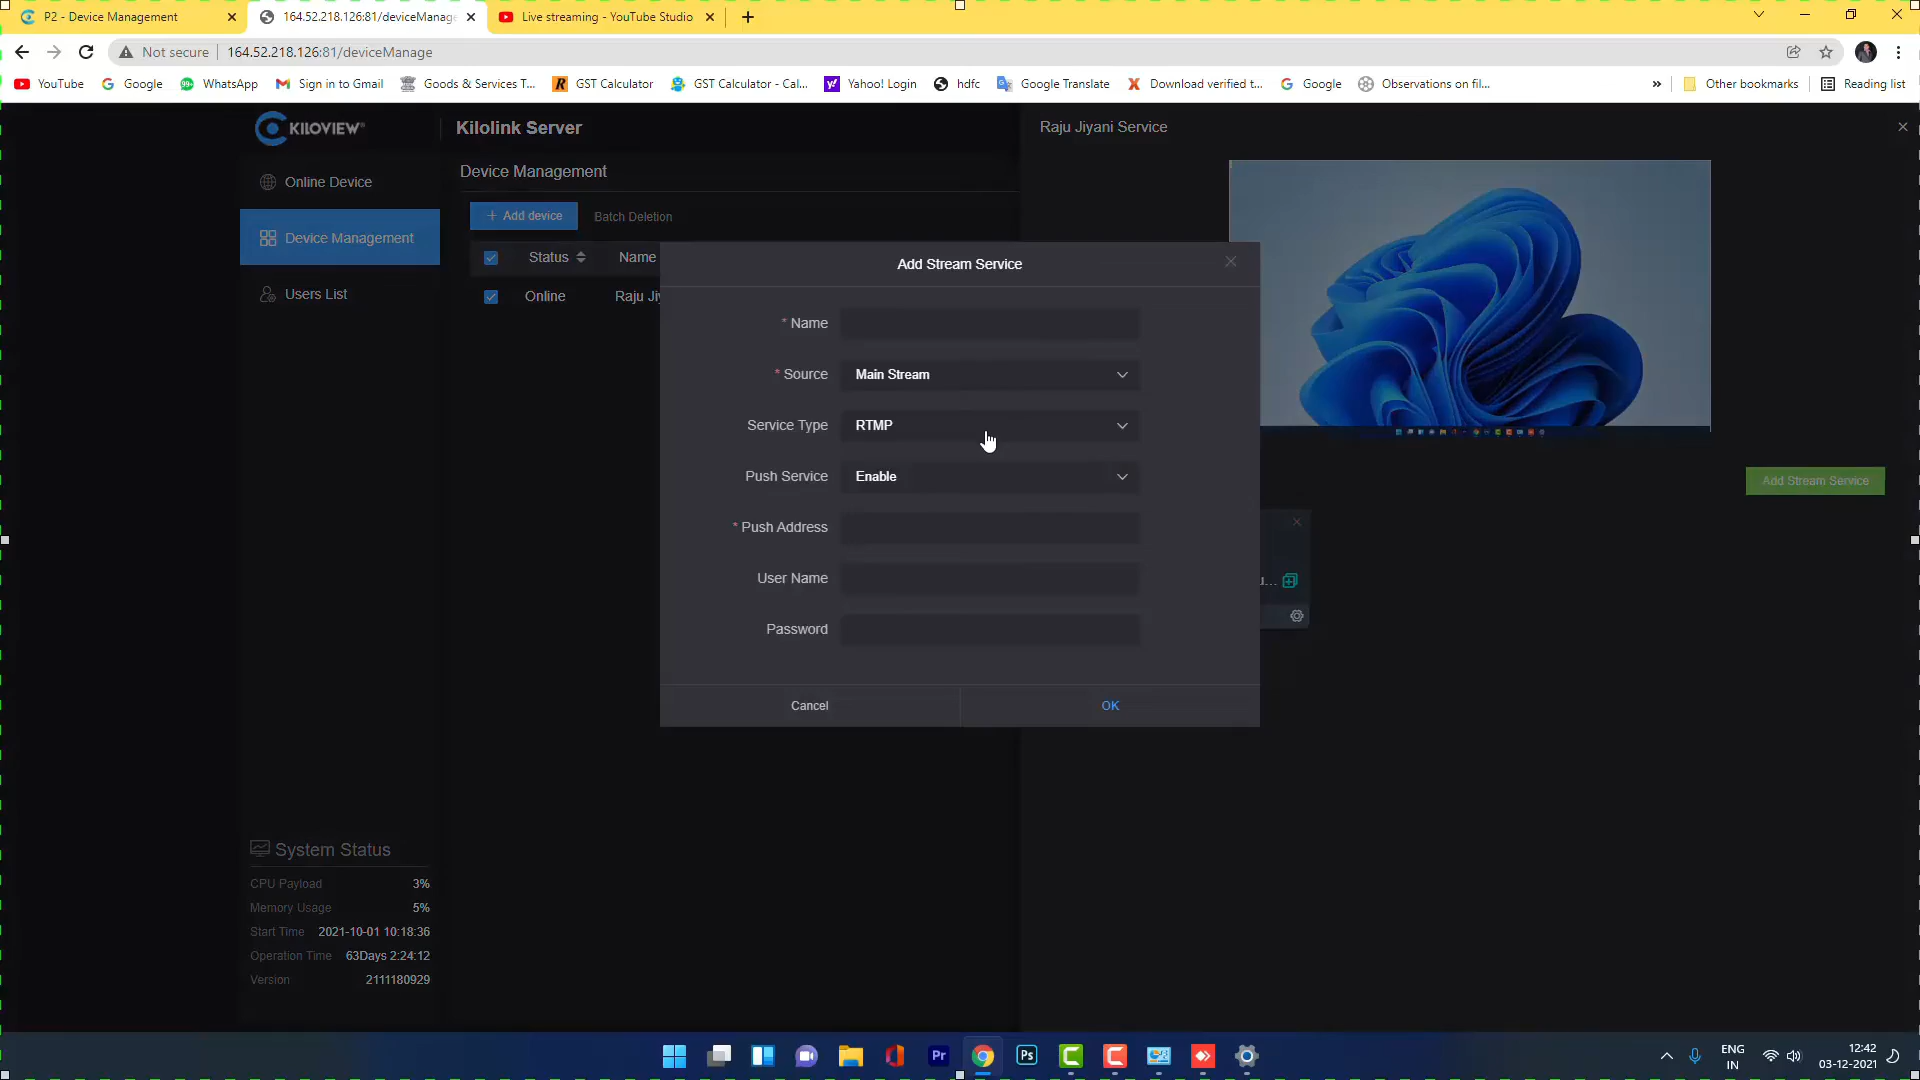 P2 - Device Management
164.52.218.126:81/deviceManage
Live streaming - YouTube Studio
Not secure
164.52.218.126:81/deviceManage
YouTube
Google
WhatsApp
Sign in to Gmail
Goods & Services T...
GST Calculator
GST Calculator - Cal...
Yahoo! Login
hdfc
Google Translate
Download verified t...
Google
Observations on fil...
»
Other bookmarks
Reading list
KILOVIEW
Kilolink Server
Raju Jiyani Service
Online Device
Device Management
Device Management
+ Add device
Batch Deletion
Users List
Status
Name
Online
Raju Jiy
Add Stream Service
* Name
* Source
Main Stream
Service Type
RTMP
Push Service
Enable
* Push Address
User Name
Password
Cancel
OK
Add Stream Service
u...
System Status
CPU Payload 3%
Memory Usage 5%
Start Time 2021-10-01 10:18:36
Operation Time 63Days 2:24:12
Version 2111180929
Pr
Ps
ENG
IN
12:42
03-12-2021